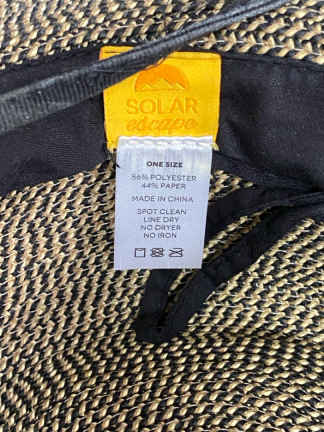 SOLAR
escape
ONE SIZE
56% POLYESTER
44% PAPER
MADE IN CHINA
SPOT CLEAN
LINE DRY
NO DRYER
NO IRON